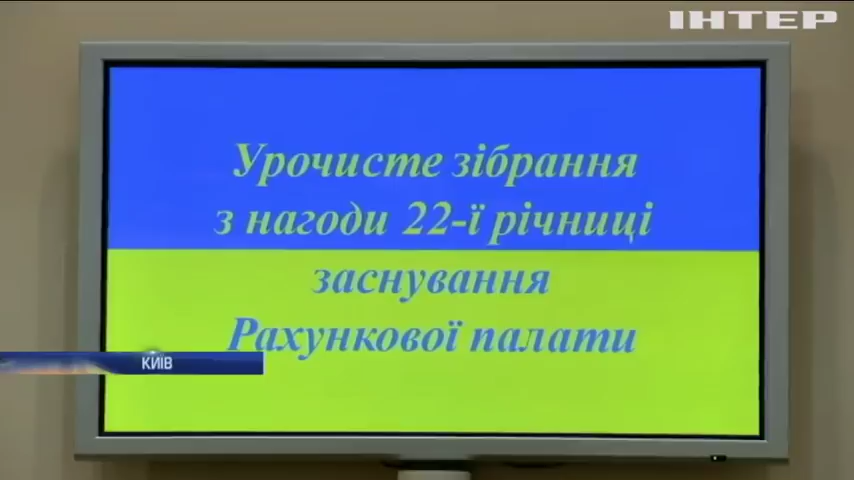 ІНТЕР
Урочисте зібрання
з нагоди 22-ї річниці
заснування
Рахункової палати
КИЇВ